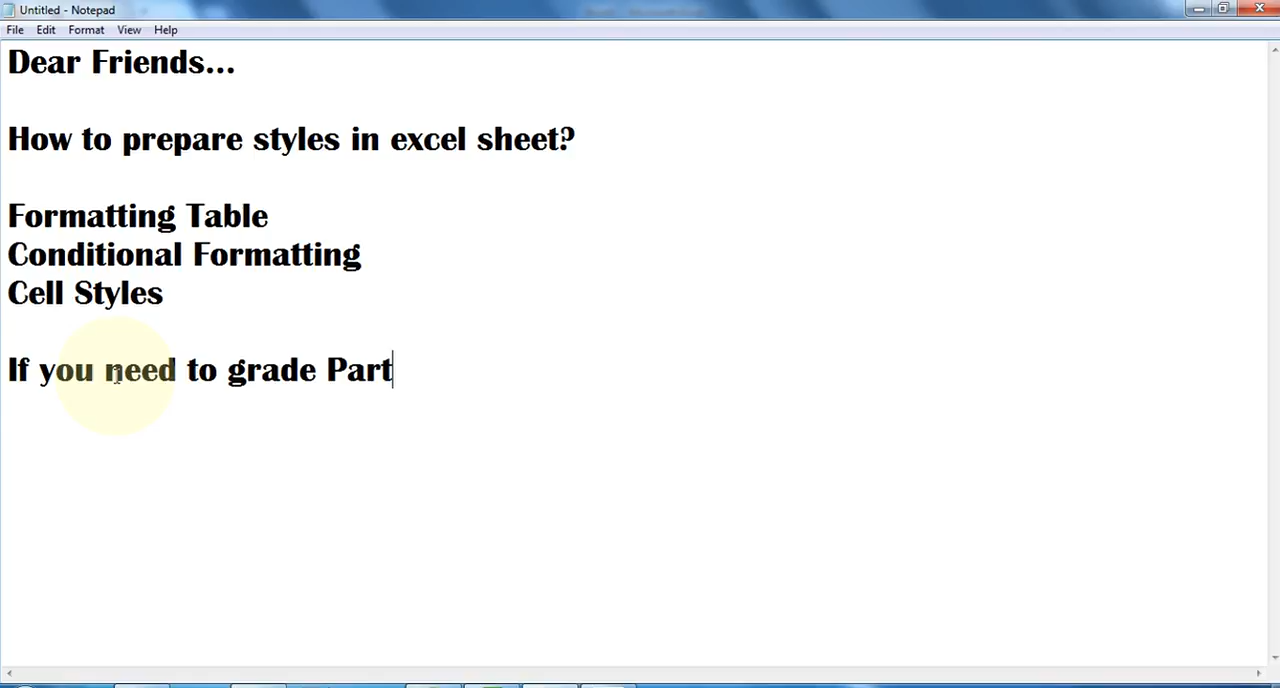 Untitled - Notepad
File Edit Format View Help
Dear Friends...
How to prepare styles in excel sheet?
Formatting Table
Conditional Formatting
Cell Styles
If you need to grade Part